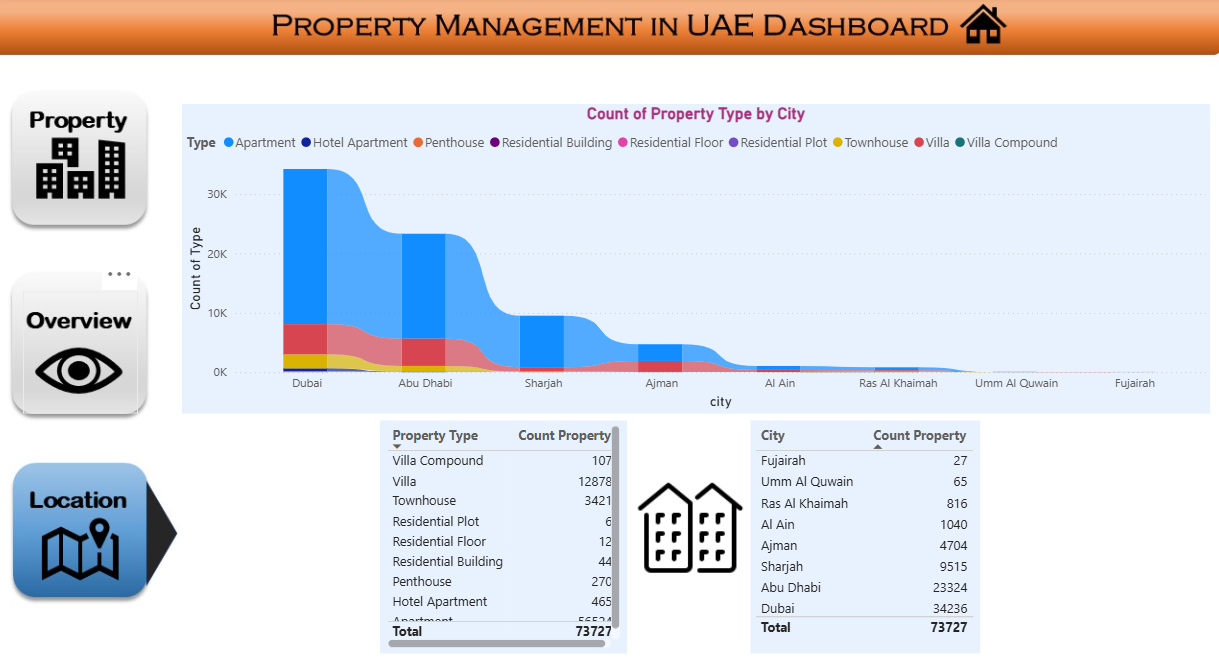 PROPERTY MANAGEMENT IN UAE DASHBOARD
Property
Overview
Location
Count of Property Type by City
Type Apartment Hotel Apartment Penthouse Residential Building Residential Floor Residential Plot Townhouse Villa Villa Compound
Count of Type
30K
20K
10K
0K
Dubai Abu Dhabi Sharjah Ajman Al Ain Ras Al Khaimah Umm Al Quwain Fujairah
city
Property Type Count Property
Villa Compound 107
Villa 12878
Townhouse 3421
Residential Plot 6
Residential Floor 12
Residential Building 44
Penthouse 270
Hotel Apartment 465
Apartment 56524
Total 73727
City Count Property
Fujairah 27
Umm Al Quwain 65
Ras Al Khaimah 816
Al Ain 1040
Ajman 4704
Sharjah 9515
Abu Dhabi 23324
Dubai 34236
Total 73727